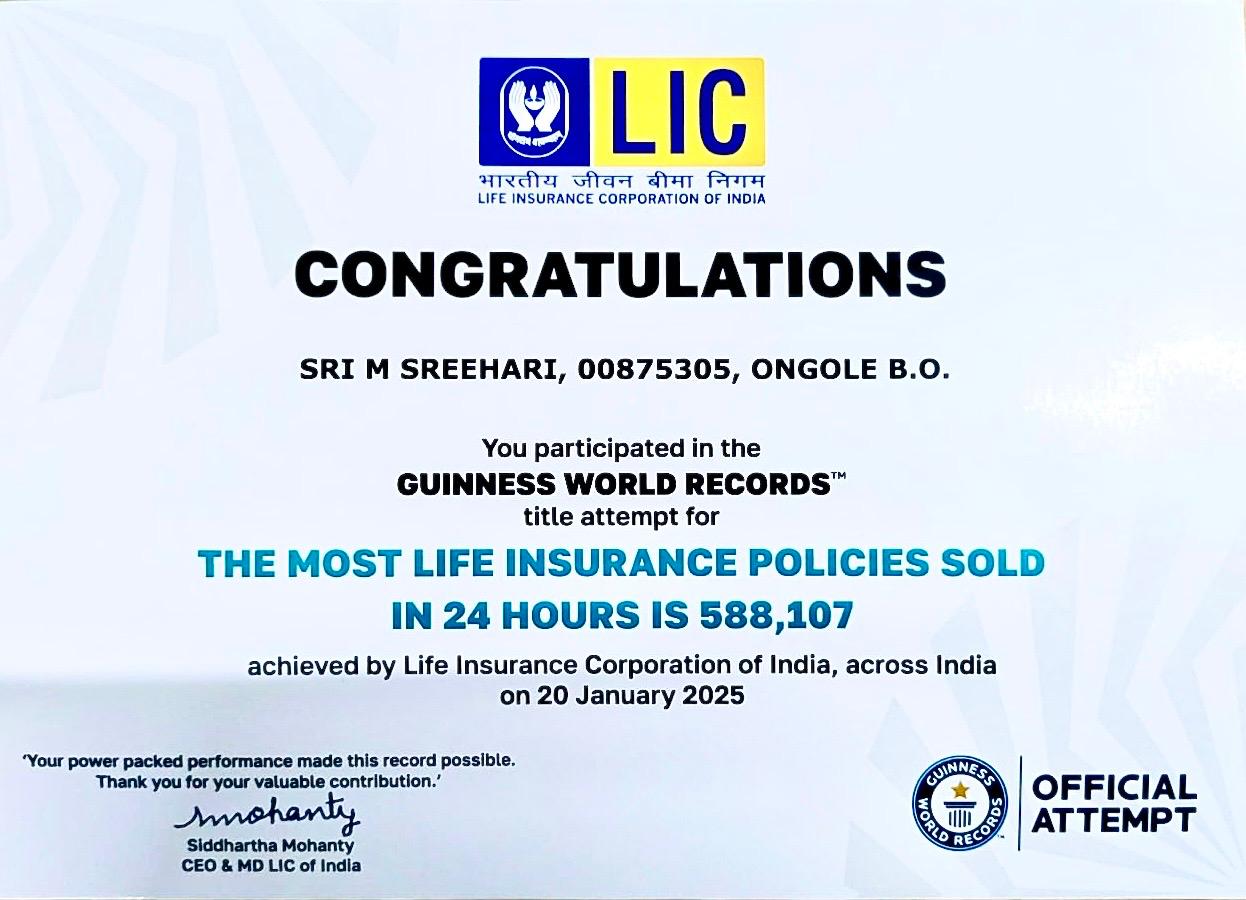 LIC
भारतीय जीवन बीमा निगम
LIFE INSURANCE CORPORATION OF INDIA
CONGRATULATIONS
SRI M SREEHARI, 00875305, ONGOLE B.O.
You participated in the
GUINNESS WORLD RECORDS™
title attempt for
THE MOST LIFE INSURANCE POLICIES SOLD
IN 24 HOURS IS 588,107
achieved by Life Insurance Corporation of India, across India
on 20 January 2025
'Your power packed performance made this record possible.
Thank you for your valuable contribution.'
smohanty
Siddhartha Mohanty
CEO & MD LIC of India
GUINNESS WORLD RECORDS
OFFICIAL
ATTEMPT